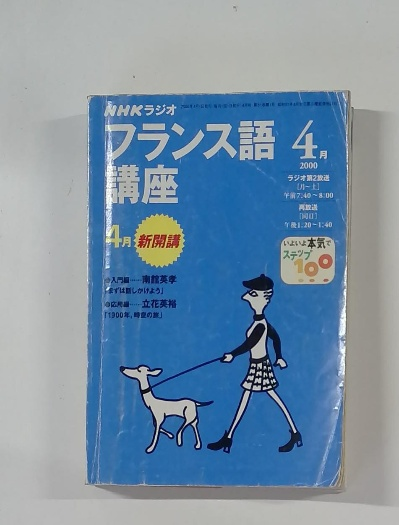 NHKラジオ
フランス語
講座
4月
2000
ラジオ第2放送
[月〜土]
午前7:40〜8:00
再放送
[同日]
午後1:20〜1:40
4月 新開講
いよいよ本気で
ステップ
100
入門編……南舘英孝
「まずは話しかけよう」
応用編……立花英裕
「1900年、時空の旅」